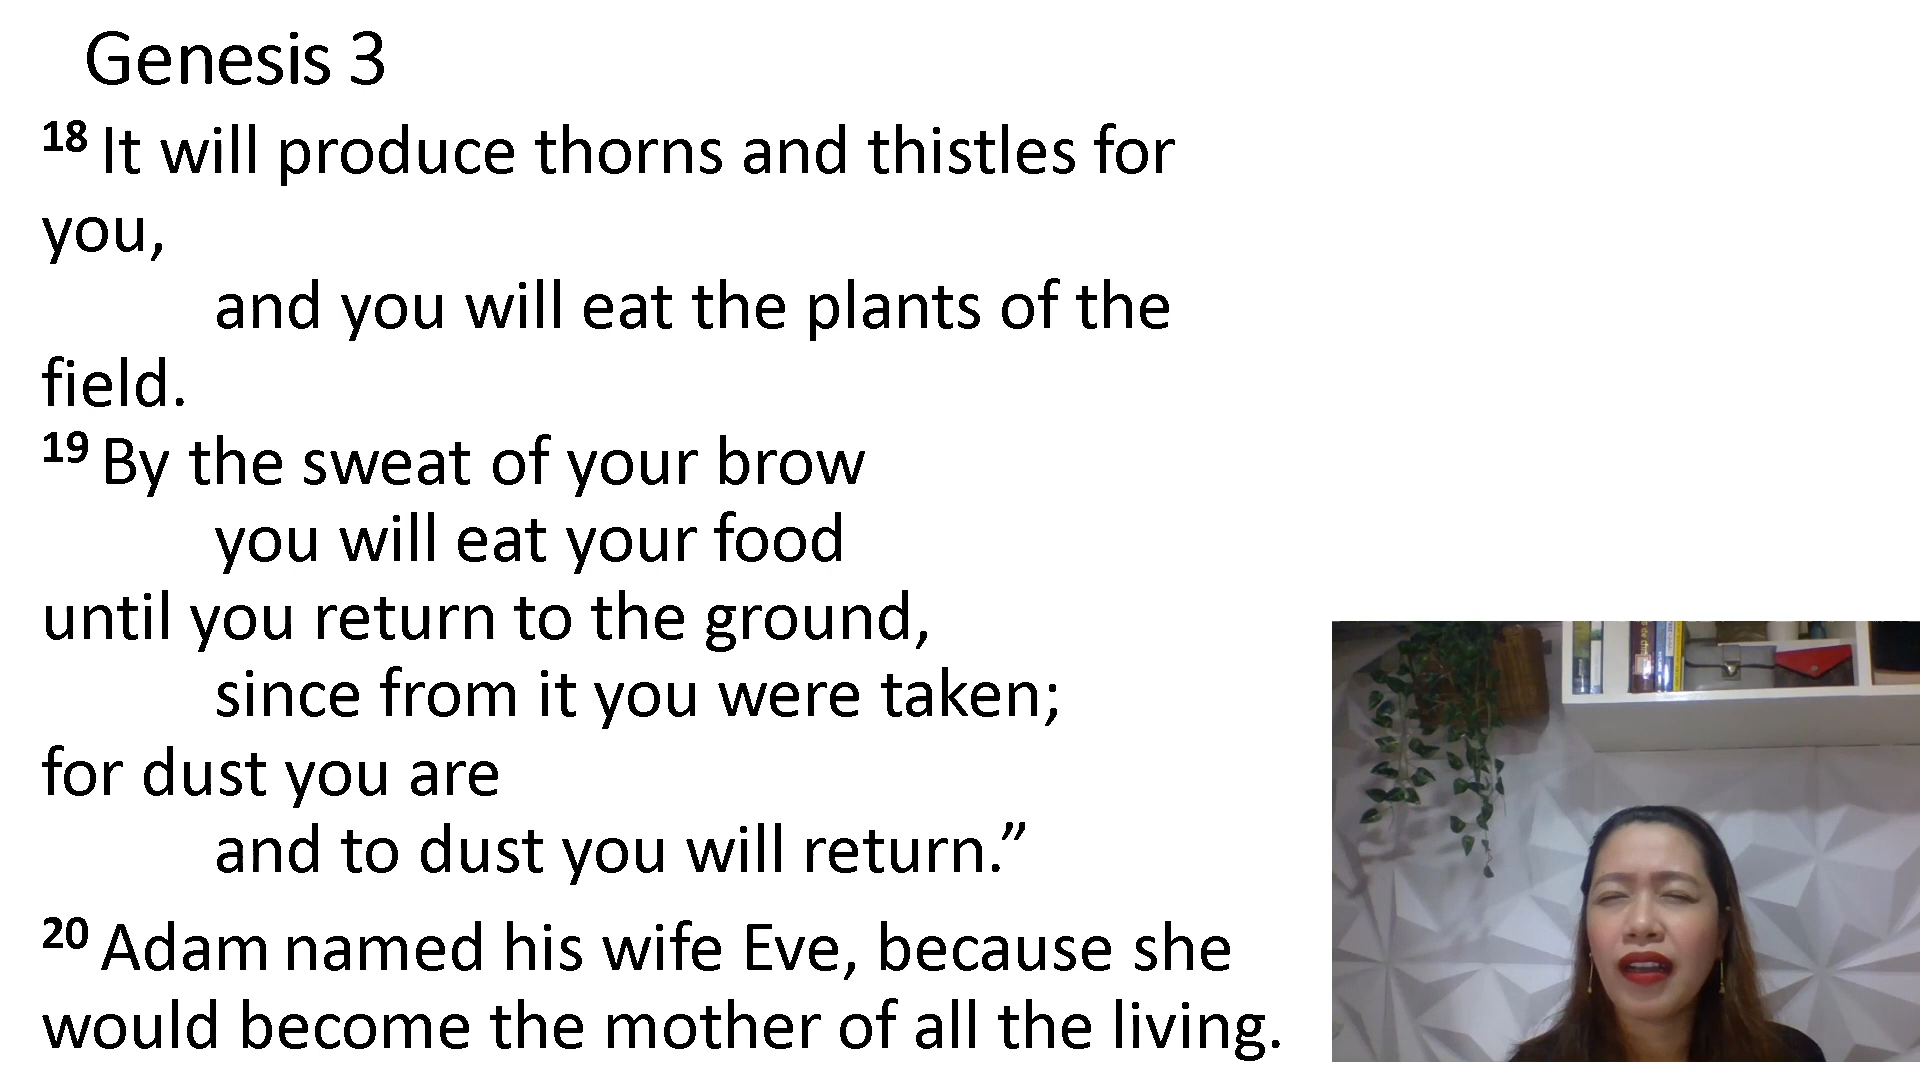 Genesis 3
18 It will produce thorns and thistles for
you,
and you will eat the plants of the
field.
19 By the sweat of your brow
you will eat your food
until you return to the ground,
since from it you were taken;
for dust you are
and to dust you will return.”
20 Adam named his wife Eve, because she
would become the mother of all the living.